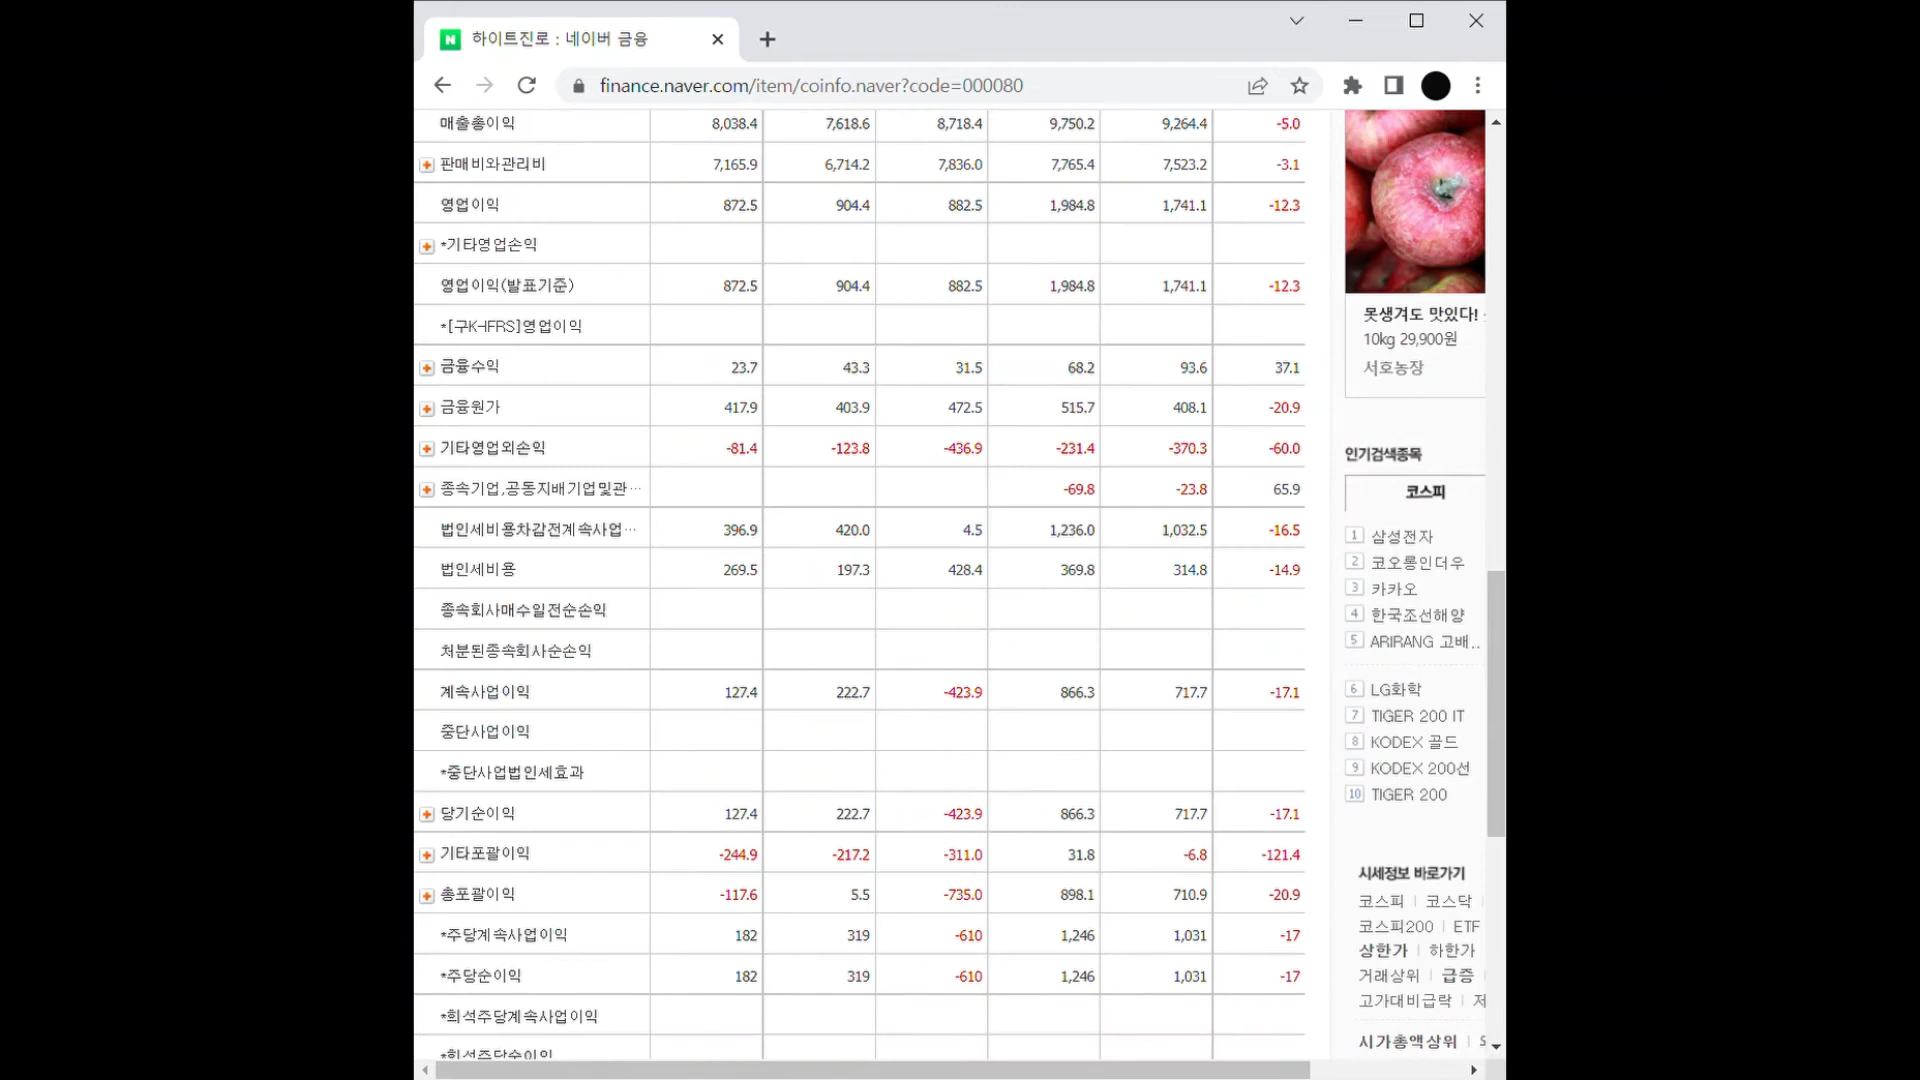 하이트진로 : 네이버 금융
finance.naver.com/item/coinfo.naver?code=000080
매출총이익 8,038.4 7,618.6 8,718.4 9,750.2 9,264.4 -5.0
판매비와관리비 7,165.9 6,714.2 7,836.0 7,765.4 7,523.2 -3.1
영업이익 872.5 904.4 882.5 1,984.8 1,741.1 -12.3
*기타영업손익
영업이익(발표기준) 872.5 904.4 882.5 1,984.8 1,741.1 -12.3
*[구K-IFRS]영업이익
금융수익 23.7 43.3 31.5 68.2 93.6 37.1
금융원가 417.9 403.9 472.5 515.7 408.1 -20.9
기타영업외손익 -81.4 -123.8 -436.9 -231.4 -370.3 -60.0
종속기업,공동지배기업및관… -69.8 -23.8 65.9
법인세비용차감전계속사업… 396.9 420.0 4.5 1,236.0 1,032.5 -16.5
법인세비용 269.5 197.3 428.4 369.8 314.8 -14.9
종속회사매수일전순손익
처분된종속회사순손익
계속사업이익 127.4 222.7 -423.9 866.3 717.7 -17.1
중단사업이익
*중단사업법인세효과
당기순이익 127.4 222.7 -423.9 866.3 717.7 -17.1
기타포괄이익 -244.9 -217.2 -311.0 31.8 -6.8 -121.4
총포괄이익 -117.6 5.5 -735.0 898.1 710.9 -20.9
*주당계속사업이익 182 319 -610 1,246 1,031 -17
*주당순이익 182 319 -610 1,246 1,031 -17
*희석주당계속사업이익
*희석주당순이익
못생겨도 맛있다!
10kg 29,900원
서호농장
인기검색종목
코스피
1 삼성전자
2 코오롱인더우
3 카카오
4 한국조선해양
5 ARIRANG 고배..
6 LG화학
7 TIGER 200 IT
8 KODEX 골드
9 KODEX 200선
10 TIGER 200
시세정보 바로가기
코스피 | 코스닥
코스피200 | ETF
상한가 | 하한가
거래상위 | 급증
고가대비급락 | 저
시가총액상위 | S